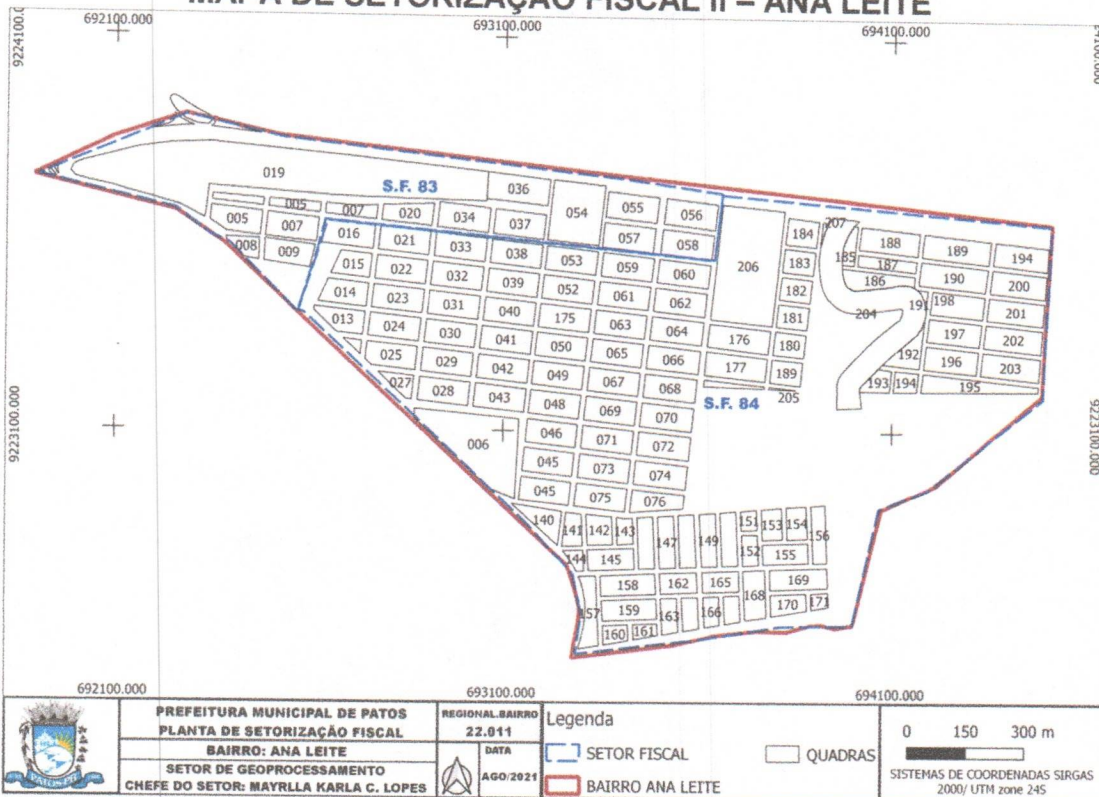 MAPA DE SETORIZAÇÃO FISCAL II – ANA LEITE
692100.000 693100.000 694100.000
9224100.0
24100.000
019 S.F. 83 036 054 055 056
005 007 020 034 037 057 058
005 007 016 021 033 038 053 059 060 206 184 207 188 189 194
008 009 015 022 032 039 052 061 062 183 185 187 190 200
014 023 031 040 175 063 064 182 186 191 198 201
013 024 030 041 050 065 066 176 181 180 204 197 202
025 029 042 049 067 068 177 189 192 196 203
027 028 043 048 069 070 S.F. 84 205 193 194 195
9223100.000
9223100.000
006 046 071 072
045 073 074
045 075 076
140 141 142 143 147 149 151 153 154 156
144 145 152 155
157 158 162 165 168 169
159 163 166 170 171
160 161
692100.000 693100.000 694100.000
PREFEITURA MUNICIPAL DE PATOS
PLANTA DE SETORIZAÇÃO FISCAL
BAIRRO: ANA LEITE
SETOR DE GEOPROCESSAMENTO
CHEFE DO SETOR: MAYRLLA KARLA C. LOPES
REGIONAL.BAIRRO
22.011
DATA
AGO/2021
Legenda
SETOR FISCAL
QUADRAS
BAIRRO ANA LEITE
0 150 300 m
SISTEMAS DE COORDENADAS SIRGAS
2000/ UTM zone 24S
PATOS-PB